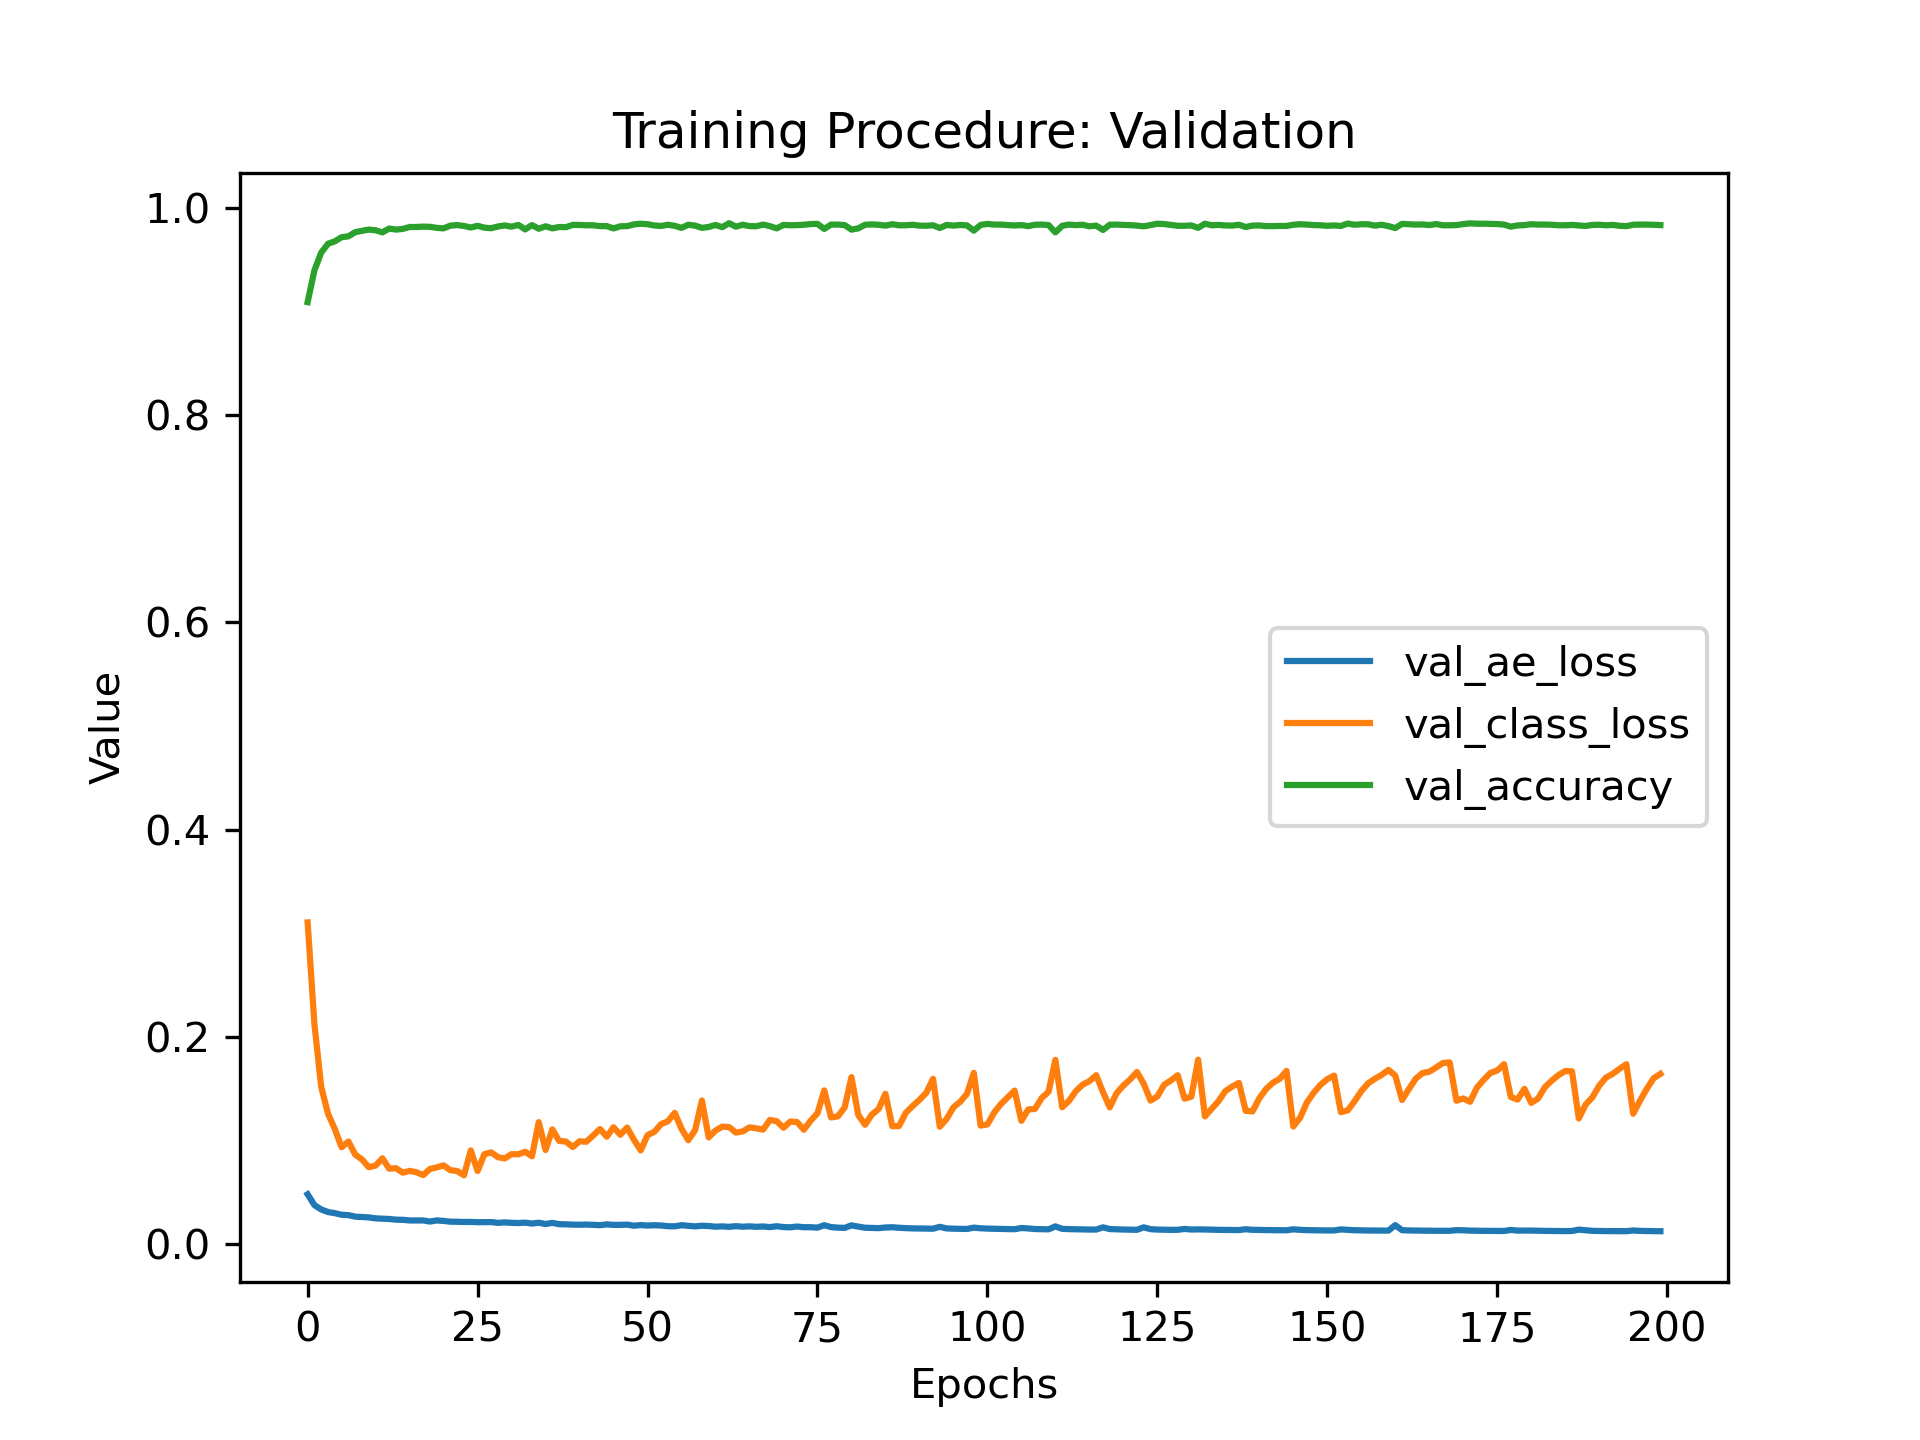 Training Procedure: Validation
1.0
0.8
0.6
0.4
0.2
0.0
Value
val_ae_loss
val_class_loss
val_accuracy
0 25 50 75 100 125 150 175 200
Epochs